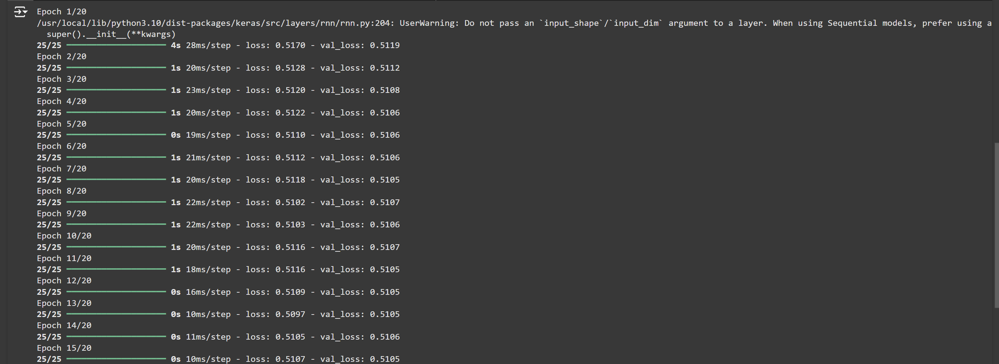 Epoch 1/20
/usr/local/lib/python3.10/dist-packages/keras/src/layers/rnn/rnn.py:204: UserWarning: Do not pass an `input_shape`/`input_dim` argument to a layer. When using Sequential models, prefer using a
super().__init__(**kwargs)
25/25 ━━━━━━━━━━━━━━━━━━━━ 4s 28ms/step - loss: 0.5170 - val_loss: 0.5119
Epoch 2/20
25/25 ━━━━━━━━━━━━━━━━━━━━ 1s 20ms/step - loss: 0.5128 - val_loss: 0.5112
Epoch 3/20
25/25 ━━━━━━━━━━━━━━━━━━━━ 1s 23ms/step - loss: 0.5120 - val_loss: 0.5108
Epoch 4/20
25/25 ━━━━━━━━━━━━━━━━━━━━ 1s 20ms/step - loss: 0.5122 - val_loss: 0.5106
Epoch 5/20
25/25 ━━━━━━━━━━━━━━━━━━━━ 0s 19ms/step - loss: 0.5110 - val_loss: 0.5106
Epoch 6/20
25/25 ━━━━━━━━━━━━━━━━━━━━ 1s 21ms/step - loss: 0.5112 - val_loss: 0.5106
Epoch 7/20
25/25 ━━━━━━━━━━━━━━━━━━━━ 1s 20ms/step - loss: 0.5118 - val_loss: 0.5105
Epoch 8/20
25/25 ━━━━━━━━━━━━━━━━━━━━ 1s 22ms/step - loss: 0.5102 - val_loss: 0.5107
Epoch 9/20
25/25 ━━━━━━━━━━━━━━━━━━━━ 1s 22ms/step - loss: 0.5103 - val_loss: 0.5106
Epoch 10/20
25/25 ━━━━━━━━━━━━━━━━━━━━ 1s 20ms/step - loss: 0.5116 - val_loss: 0.5107
Epoch 11/20
25/25 ━━━━━━━━━━━━━━━━━━━━ 1s 18ms/step - loss: 0.5116 - val_loss: 0.5105
Epoch 12/20
25/25 ━━━━━━━━━━━━━━━━━━━━ 0s 16ms/step - loss: 0.5109 - val_loss: 0.5105
Epoch 13/20
25/25 ━━━━━━━━━━━━━━━━━━━━ 0s 10ms/step - loss: 0.5097 - val_loss: 0.5105
Epoch 14/20
25/25 ━━━━━━━━━━━━━━━━━━━━ 0s 11ms/step - loss: 0.5105 - val_loss: 0.5106
Epoch 15/20
25/25 ━━━━━━━━━━━━━━━━━━━━ 0s 10ms/step - loss: 0.5107 - val_loss: 0.5105